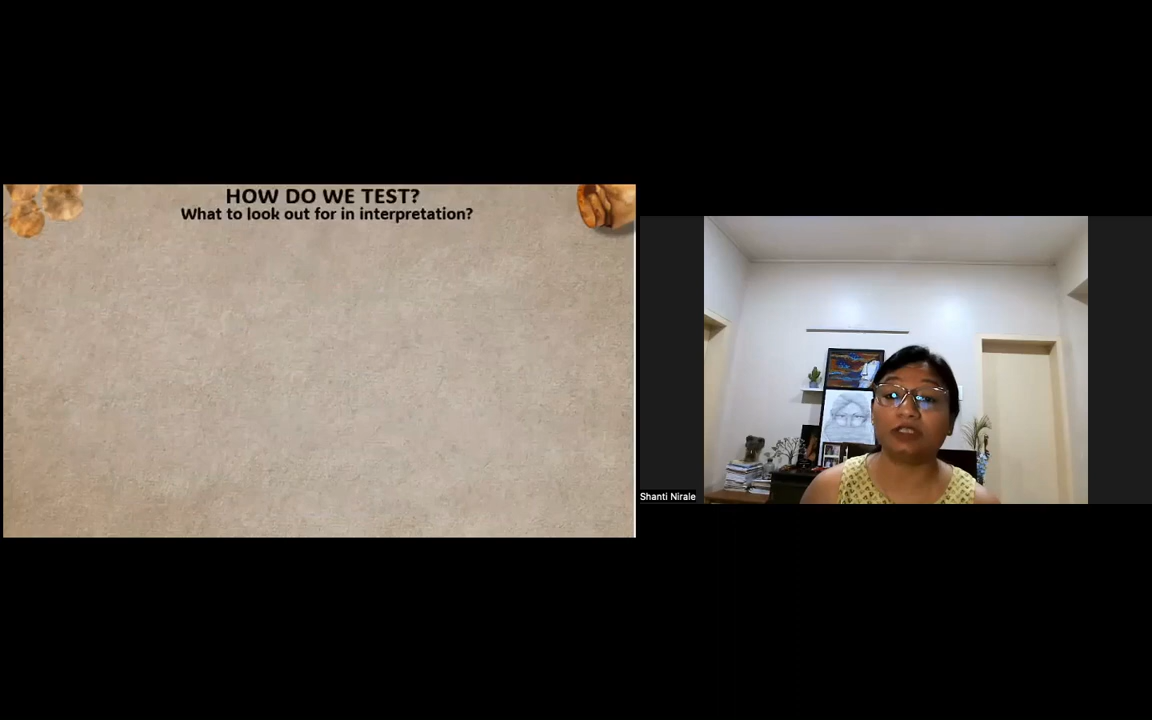 HOW DO WE TEST?
What to look out for in interpretation?
Shanti Nirale